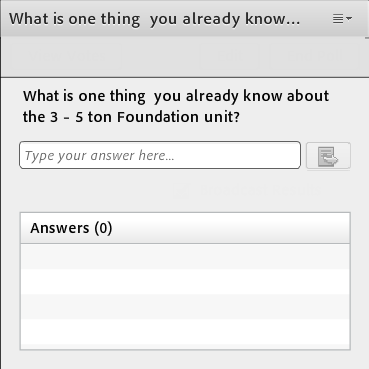 What is one thing  you already know...
What is one thing  you already know about
the 3 - 5 ton Foundation unit?
Type your answer here...
Answers (0)